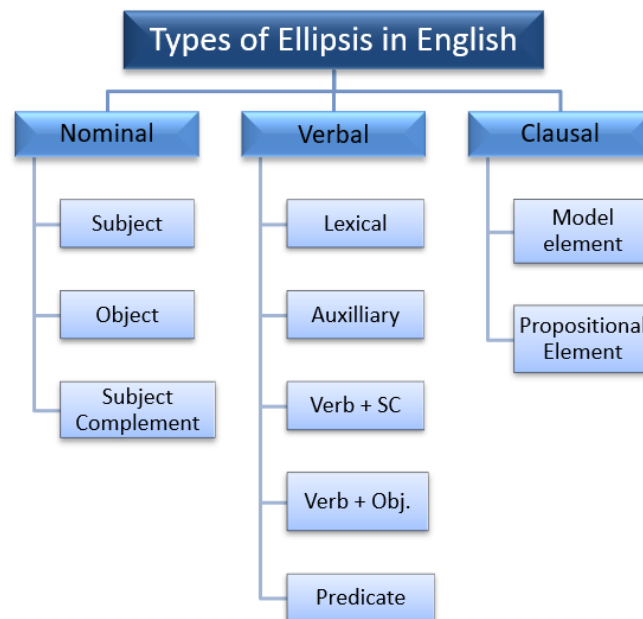 Types of Ellipsis in English
Nominal
Subject
Object
Subject
Complement
Verbal
Lexical
Auxilliary
Verb + SC
Verb + Obj.
Predicate
Clausal
Model
element
Propositional
Element